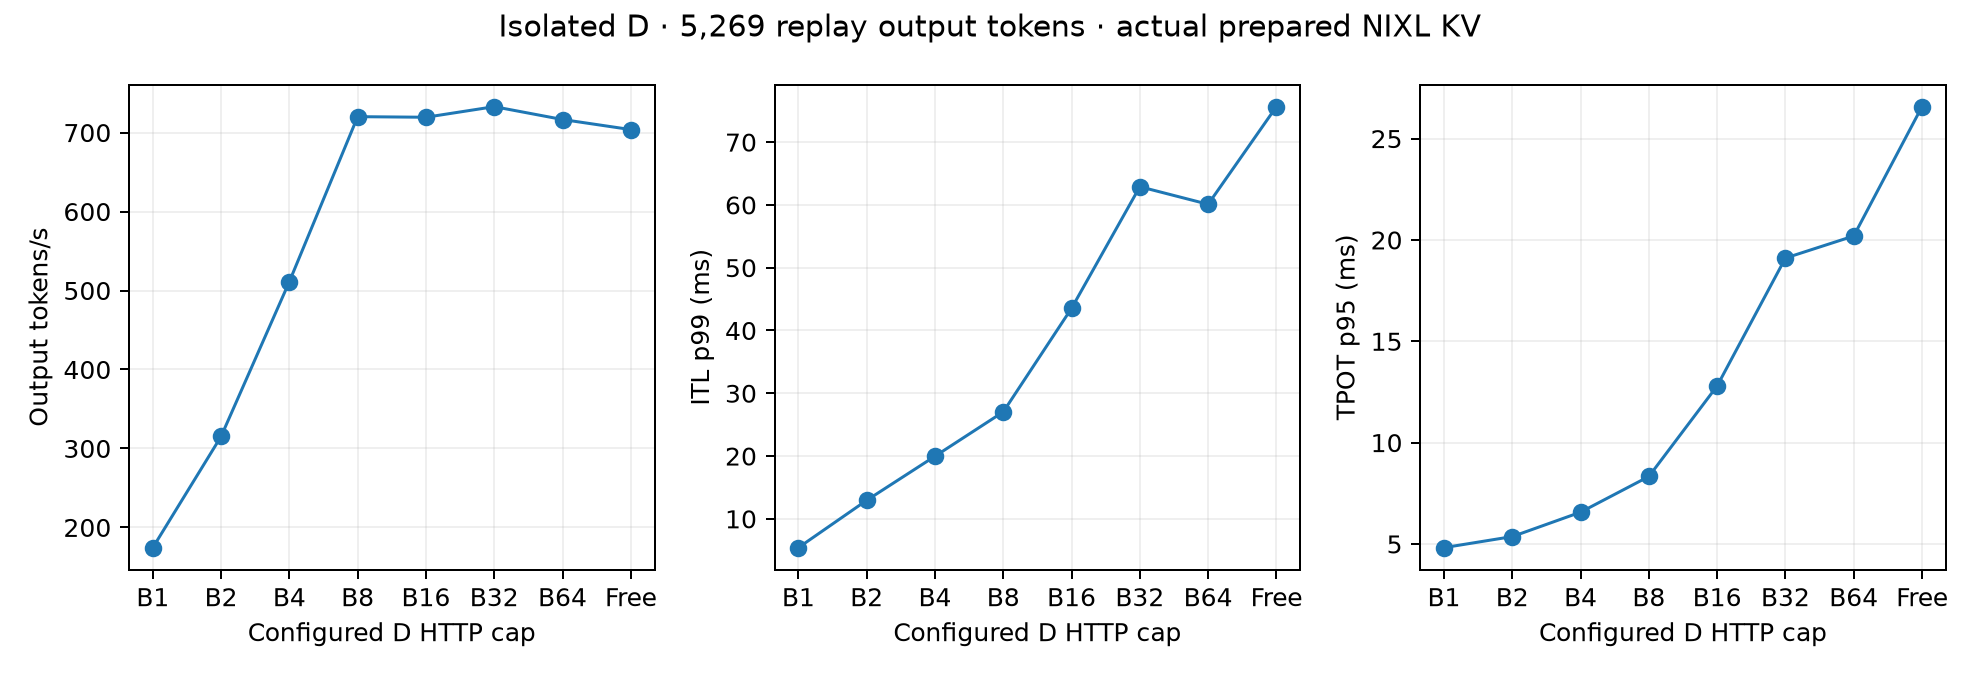 Isolated D · 5,269 replay output tokens · actual prepared NIXL KV
Output tokens/s
700
600
500
400
300
200
B1 B2 B4 B8 B16 B32 B64 Free
Configured D HTTP cap
ITL p99 (ms)
70
60
50
40
30
20
10
B1 B2 B4 B8 B16 B32 B64 Free
Configured D HTTP cap
TPOT p95 (ms)
25
20
15
10
5
B1 B2 B4 B8 B16 B32 B64 Free
Configured D HTTP cap